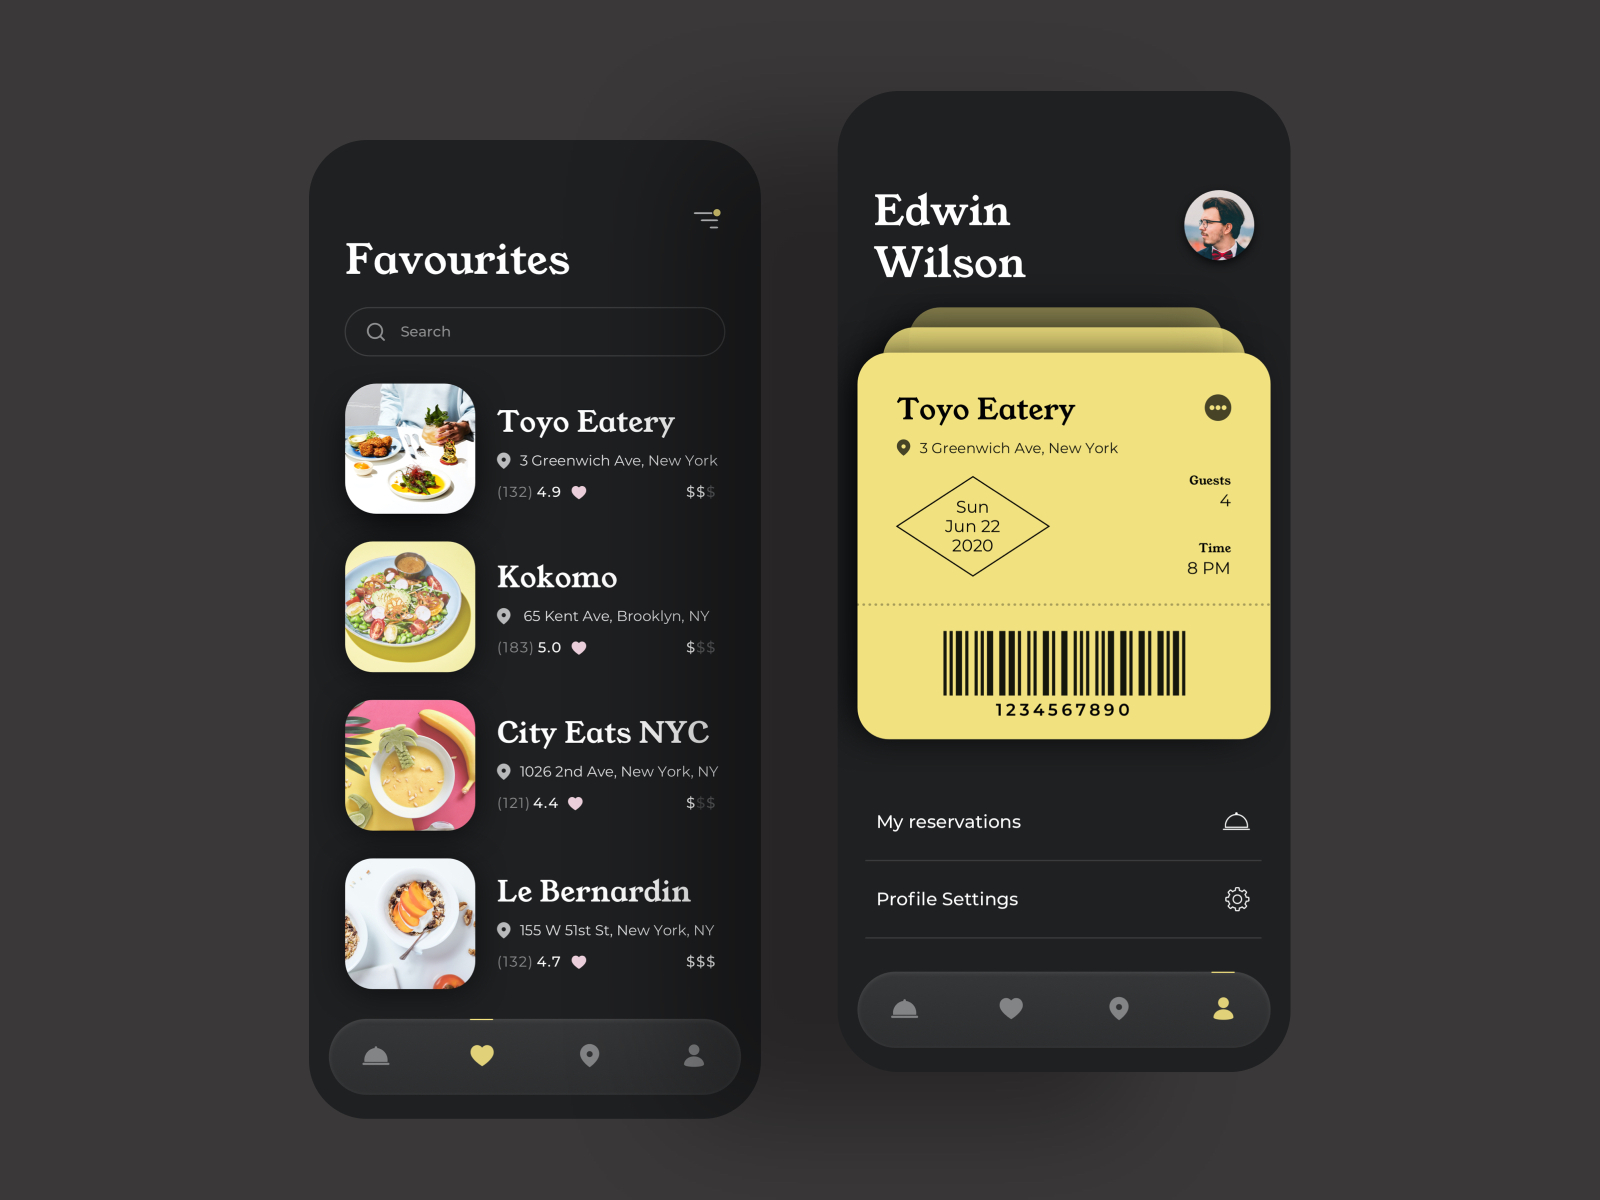 Favourites
Search
Toyo Eatery
3 Greenwich Ave, New York
(132) 4.9 $$$
Kokomo
65 Kent Ave, Brooklyn, NY
(183) 5.0 $$$
City Eats NYC
1026 2nd Ave, New York, NY
(121) 4.4 $$$
Le Bernardin
155 W 51st St, New York, NY
(132) 4.7 $$$
Edwin
Wilson
Toyo Eatery
3 Greenwich Ave, New York
Sun
Jun 22
2020
Guests
4
Time
8 PM
1234567890
My reservations
Profile Settings